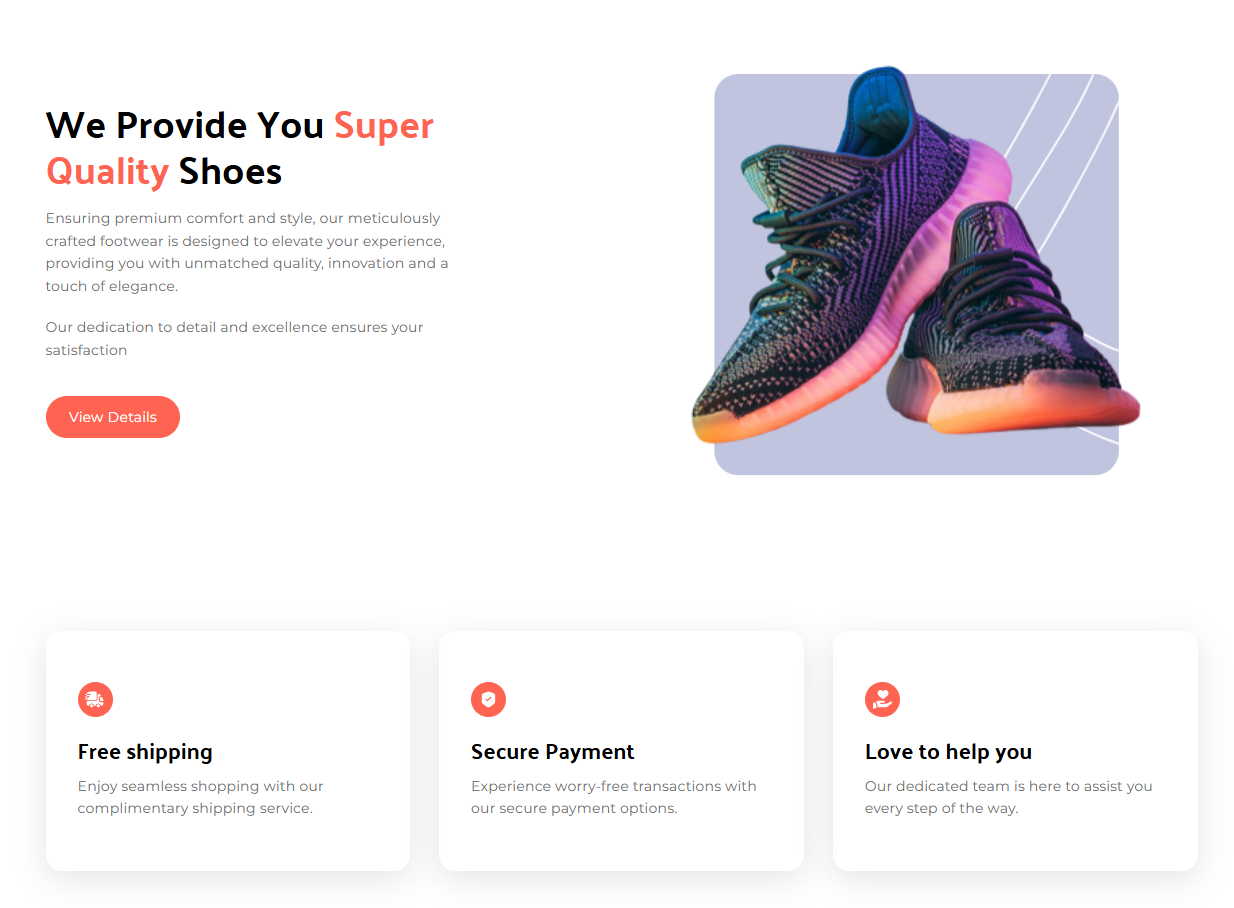 We Provide You Super
Quality Shoes
Ensuring premium comfort and style, our meticulously
crafted footwear is designed to elevate your experience,
providing you with unmatched quality, innovation and a
touch of elegance.
Our dedication to detail and excellence ensures your
satisfaction
View Details
Free shipping
Enjoy seamless shopping with our
complimentary shipping service.
Secure Payment
Experience worry-free transactions with
our secure payment options.
Love to help you
Our dedicated team is here to assist you
every step of the way.